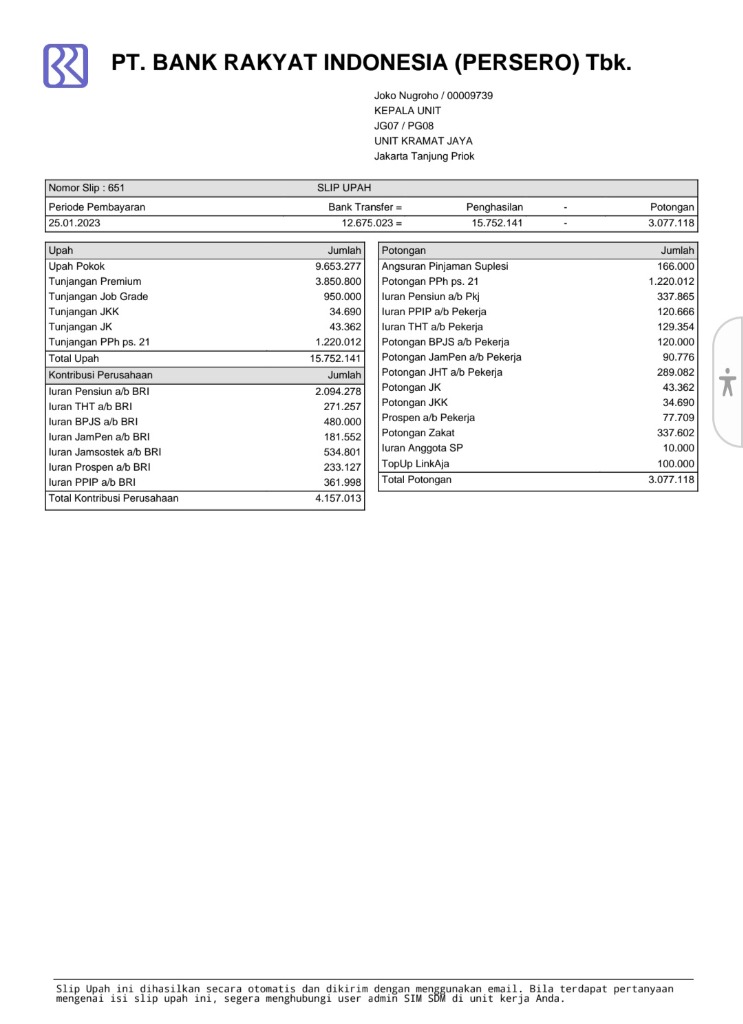 PT. BANK RAKYAT INDONESIA (PERSERO) Tbk.
Joko Nugroho / 00009739
KEPALA UNIT
JG07 / PG08
UNIT KRAMAT JAYA
Jakarta Tanjung Priok
Nomor Slip : 651 SLIP UPAH
Periode Pembayaran Bank Transfer = Penghasilan - Potongan
25.01.2023 12.675.023 = 15.752.141 - 3.077.118
Upah Jumlah
Upah Pokok 9.653.277
Tunjangan Premium 3.850.800
Tunjangan Job Grade 950.000
Tunjangan JKK 34.690
Tunjangan JK 43.362
Tunjangan PPh ps. 21 1.220.012
Total Upah 15.752.141
Kontribusi Perusahaan Jumlah
Iuran Pensiun a/b BRI 2.094.278
Iuran THT a/b BRI 271.257
Iuran BPJS a/b BRI 480.000
Iuran JamPen a/b BRI 181.552
Iuran Jamsostek a/b BRI 534.801
Iuran Prospen a/b BRI 233.127
Iuran PPIP a/b BRI 361.998
Total Kontribusi Perusahaan 4.157.013
Potongan Jumlah
Angsuran Pinjaman Suplesi 166.000
Potongan PPh ps. 21 1.220.012
Iuran Pensiun a/b Pkj 337.865
Iuran PPIP a/b Pekerja 120.666
Iuran THT a/b Pekerja 129.354
Potongan BPJS a/b Pekerja 120.000
Potongan JamPen a/b Pekerja 90.776
Potongan JHT a/b Pekerja 289.082
Potongan JK 43.362
Potongan JKK 34.690
Prospen a/b Pekerja 77.709
Potongan Zakat 337.602
Iuran Anggota SP 10.000
TopUp LinkAja 100.000
Total Potongan 3.077.118
Slip Upah ini dihasilkan secara otomatis dan dikirim dengan menggunakan email. Bila terdapat pertanyaan
mengenai isi slip upah ini, segera menghubungi user admin SIM SDM di unit kerja Anda.